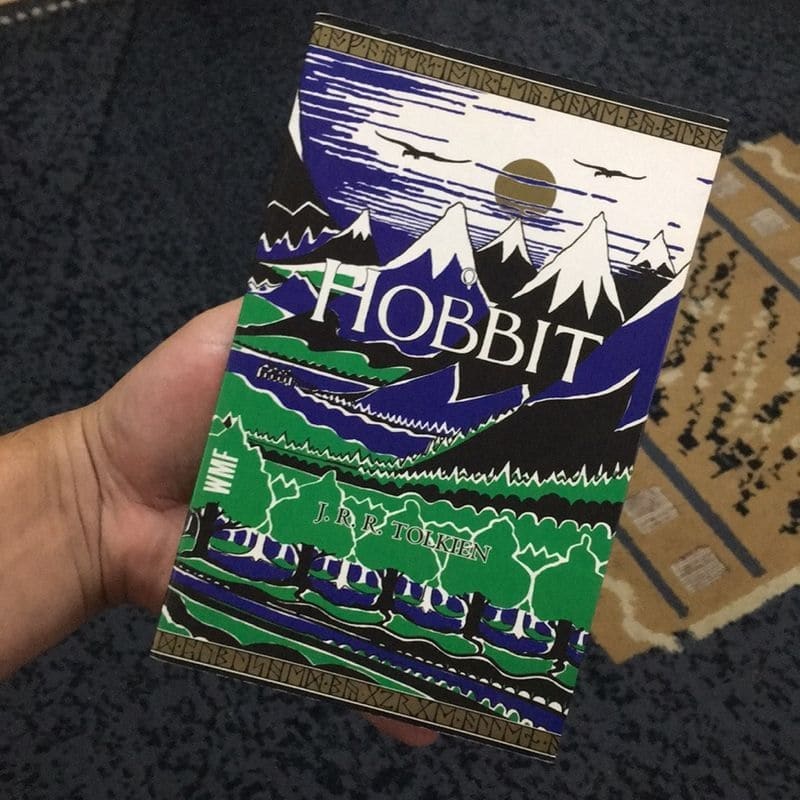 O
HOBBIT
WMF
J. R. R. TOLKIEN